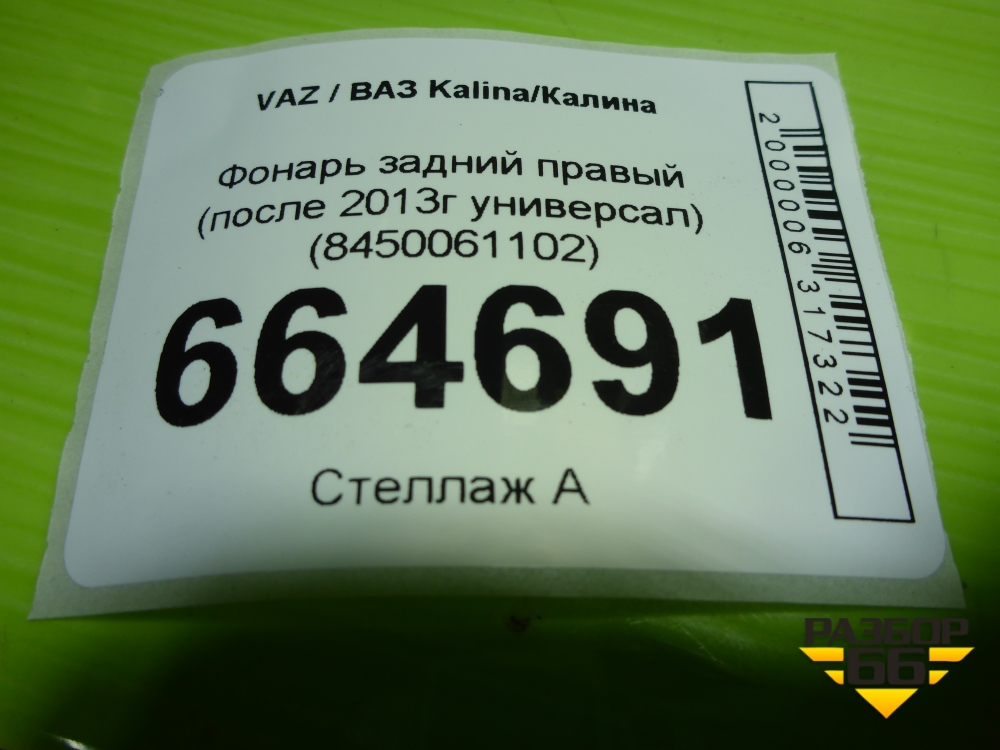 VAZ / ВАЗ Kalina/Калина
Фонарь задний правый
(после 2013г универсал)
(8450061102)
664691
Стеллаж А
2000006317322
РАЗБОР
66